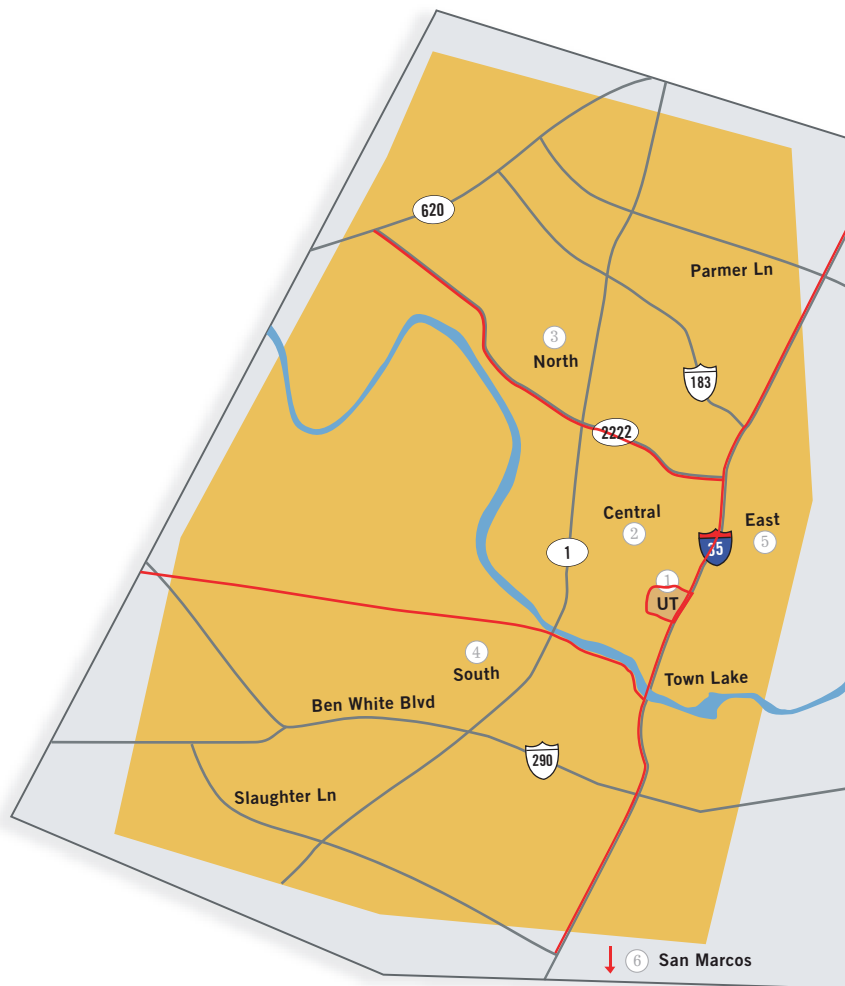 620
Parmer Ln
3
North
183
2222
Central
2
East
5
1
35
1
UT
4
South
Town Lake
Ben White Blvd
290
Slaughter Ln
6 San Marcos